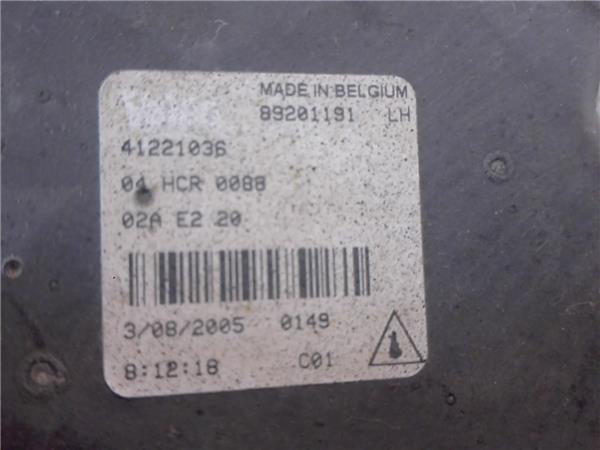 MADE IN BELGIUM
89201191 LH
41221036
04 HCR 0088
02A E2 20
3/08/2005 0149
8:12:18 C01